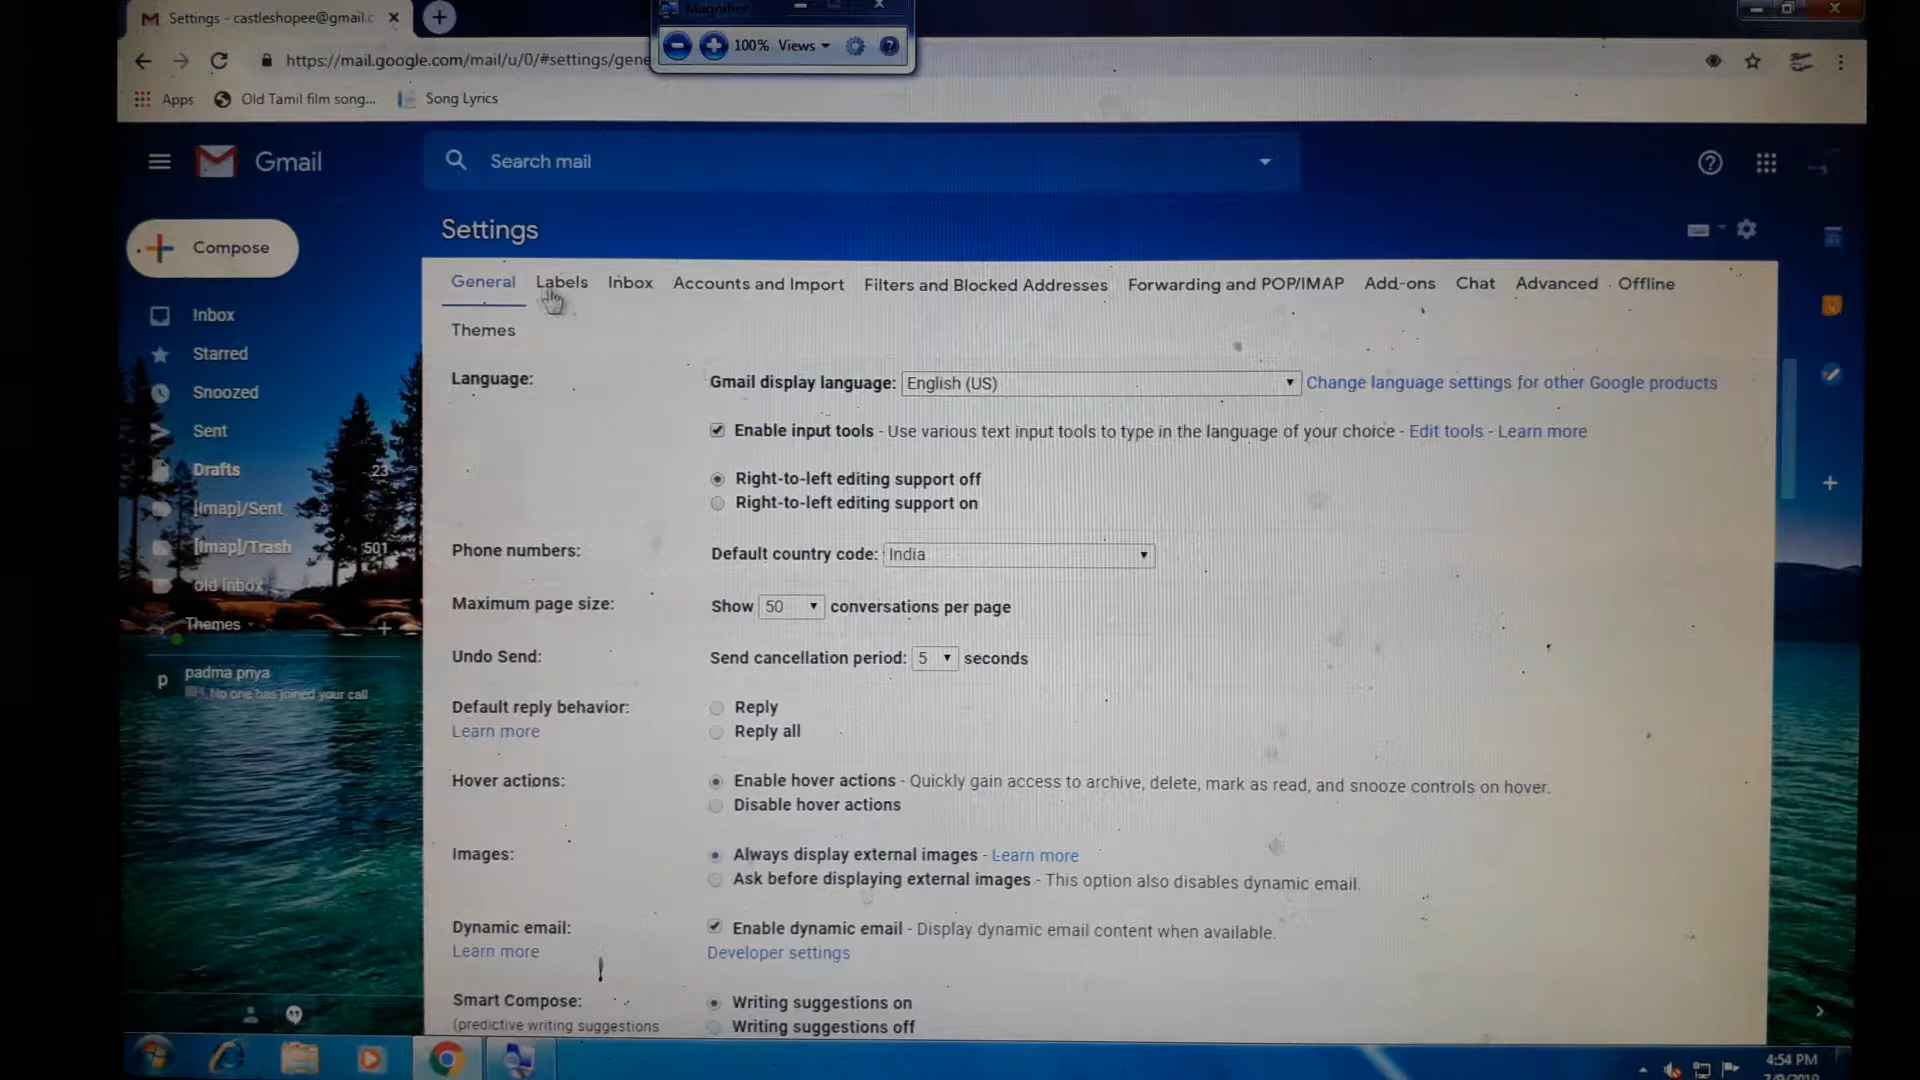 Settings - castleshopee@gmail.c
Magnifier
100% Views
https://mail.google.com/mail/u/0/#settings/gene
Apps Old Tamil film song... Song Lyrics
Gmail
Search mail
Compose
Settings
General Labels Inbox Accounts and Import Filters and Blocked Addresses Forwarding and POP/IMAP Add-ons Chat Advanced Offline
Themes
Inbox
Starred
Snoozed
Sent
Drafts 23
[Imap]/Sent
[Imap]/Trash 501
old inbox
Themes
p padma priya
No one has joined your call
Language: Gmail display language: English (US) Change language settings for other Google products
Enable input tools - Use various text input tools to type in the language of your choice - Edit tools - Learn more
Right-to-left editing support off
Right-to-left editing support on
Phone numbers: Default country code: India
Maximum page size: Show 50 conversations per page
Undo Send: Send cancellation period: 5 seconds
Default reply behavior: Reply
Learn more Reply all
Hover actions: Enable hover actions - Quickly gain access to archive, delete, mark as read, and snooze controls on hover.
Disable hover actions
Images: Always display external images - Learn more
Ask before displaying external images - This option also disables dynamic email.
Dynamic email: Enable dynamic email - Display dynamic email content when available.
Learn more Developer settings
Smart Compose: Writing suggestions on
(predictive writing suggestions Writing suggestions off
4:54 PM